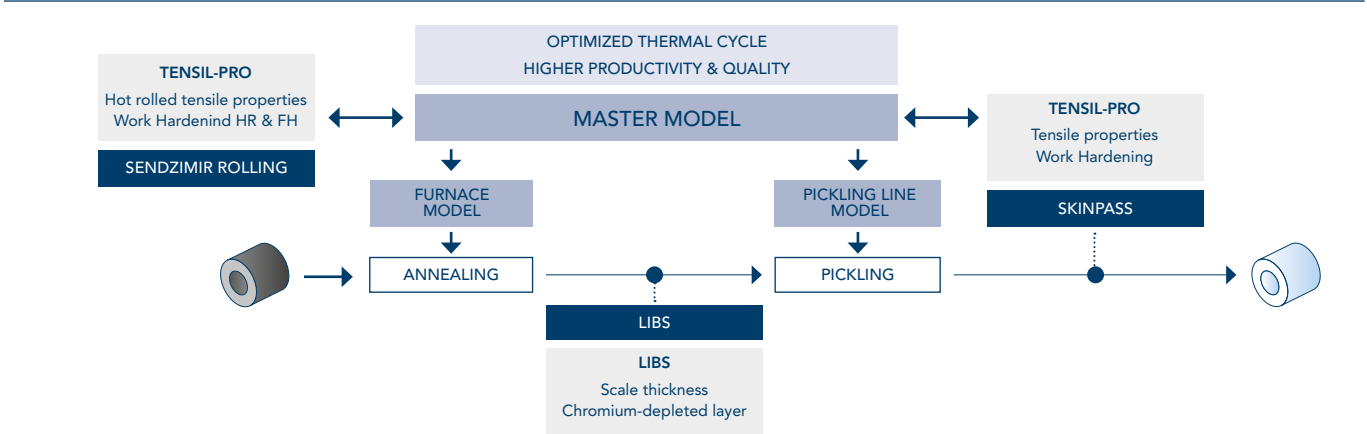 OPTIMIZED THERMAL CYCLE
HIGHER PRODUCTIVITY & QUALITY
MASTER MODEL
TENSIL-PRO
Hot rolled tensile properties
Work Hardenind HR & FH
SENDZIMIR ROLLING
TENSIL-PRO
Tensile properties
Work Hardening
SKINPASS
FURNACE
MODEL
PICKLING LINE
MODEL
ANNEALING
PICKLING
LIBS
LIBS
Scale thickness
Chromium-depleted layer